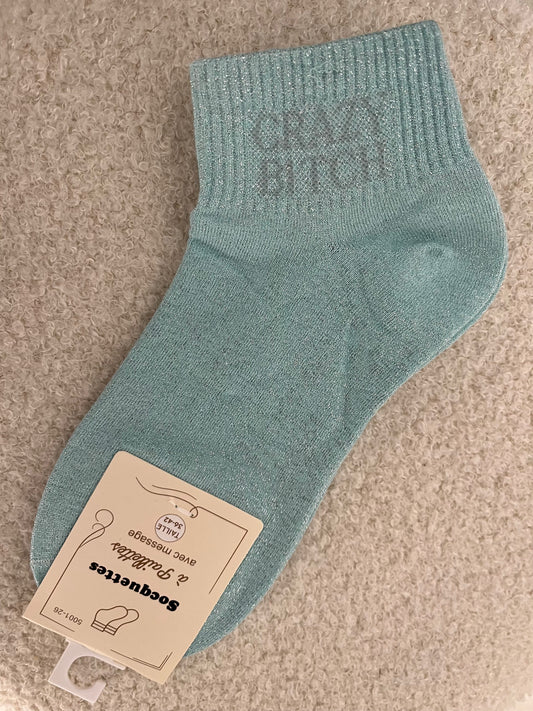 CRAZY
BITCH
Socquettes
à Paillettes
avec message
TAILLE
36-42
5001-26